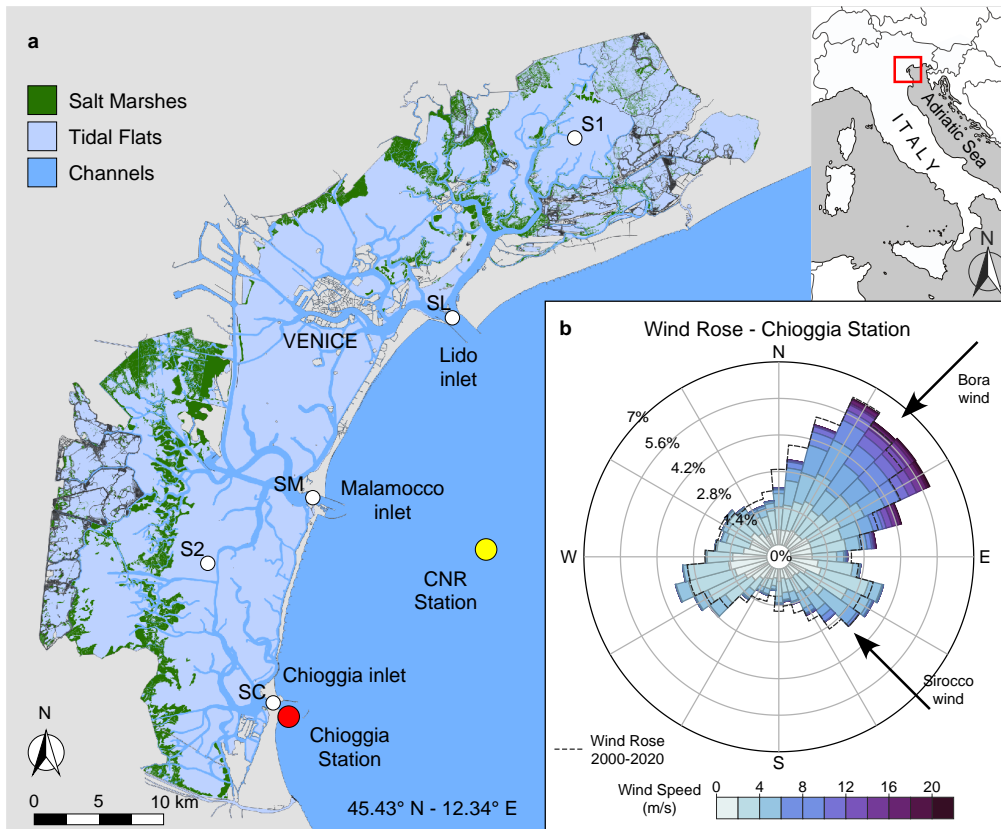 a
Salt Marshes
Tidal Flats
Channels
S1
SL
VENICE
Lido
inlet
SM
Malamocco
inlet
S2
CNR
Station
Chioggia inlet
SC
Chioggia
Station
N
0 5 10 km
45.43° N - 12.34° E
ITALY
Adriatic Sea
N
b
Wind Rose - Chioggia Station
N
Bora
wind
7%
5.6%
4.2%
2.8%
1.4%
0%
W
E
Sirocco
wind
S
Wind Rose
2000-2020
Wind Speed
(m/s)
0 4 8 12 16 20